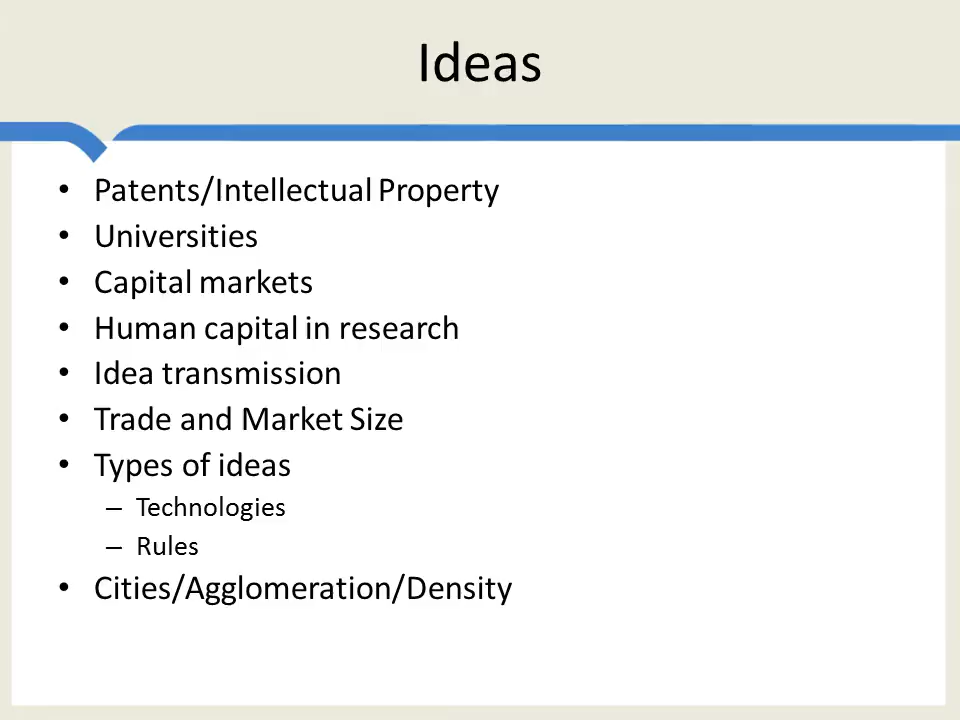 Ideas
• Patents/Intellectual Property
• Universities
• Capital markets
• Human capital in research
• Idea transmission
• Trade and Market Size
• Types of ideas
– Technologies
– Rules
• Cities/Agglomeration/Density